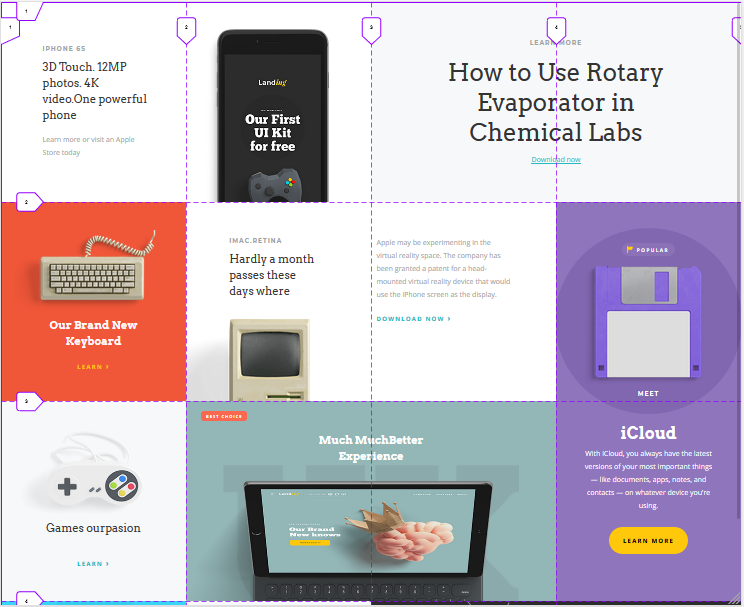 1
1
2
3
4
IPHONE 6S
3D Touch. 12MP
photos. 4K
video.One powerful
phone
Learn more or visit an Apple
Store today
Landing
Our First
UI Kit
for free
LEARN MORE
How to Use Rotary
Evaporator in
Chemical Labs
Download now
2
Our Brand New
Keyboard
LEARN ›
IMAC.RETINA
Hardly a month
passes these
days where
Apple may be experimenting in the
virtual reality space. The company has
been granted a patent for a head-
mounted virtual reality device that would
use the iPhone screen as the display.
DOWNLOAD NOW ›
POPULAR
MEET
iCloud
With iCloud, you always have the latest
versions of your most important things
— like documents, apps, notes, and
contacts — on whatever device you're
using.
LEARN MORE
3
Games ourpasion
LEARN ›
BEST CHOICE
Much MuchBetter
Experience
Our Brand
New knows
4